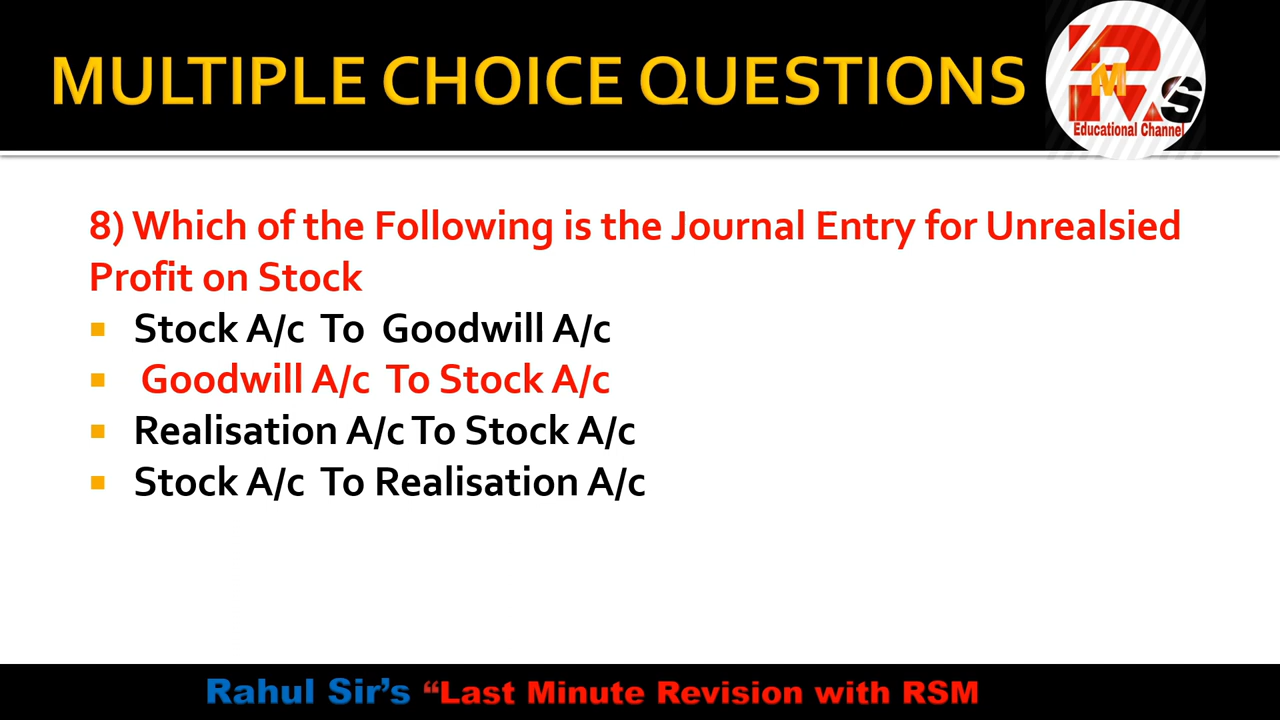 MULTIPLE CHOICE QUESTIONS
RMS
Educational Channel
8) Which of the Following is the Journal Entry for Unrealsied
Profit on Stock
Stock A/c To Goodwill A/c
Goodwill A/c To Stock A/c
Realisation A/c To Stock A/c
Stock A/c To Realisation A/c
Rahul Sir's “Last Minute Revision with RSM